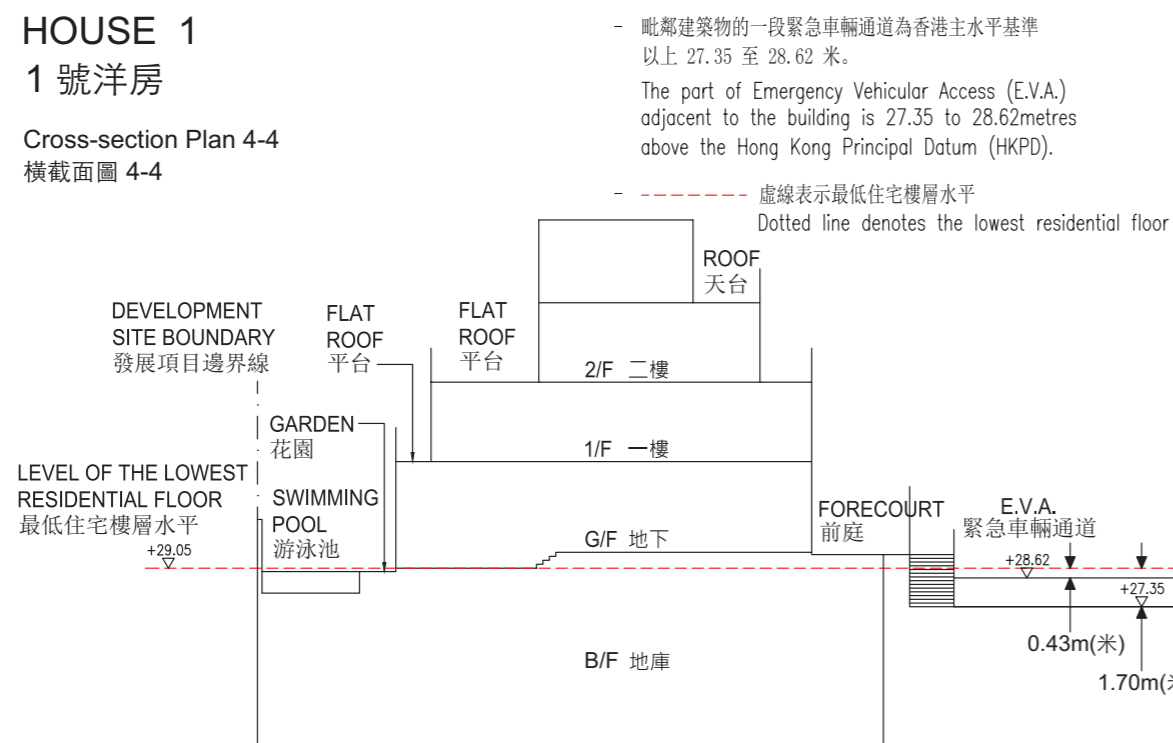 HOUSE 1
1 號洋房
Cross-section Plan 4-4
橫截面圖 4-4
- 毗鄰建築物的一段緊急車輛通道為香港主水平基準
以上 27.35 至 28.62 米。
The part of Emergency Vehicular Access (E.V.A.)
adjacent to the building is 27.35 to 28.62metres
above the Hong Kong Principal Datum (HKPD).
- 虛線表示最低住宅樓層水平
Dotted line denotes the lowest residential floor
ROOF
天台
DEVELOPMENT
SITE BOUNDARY
發展項目邊界線
FLAT
ROOF
平台
FLAT
ROOF
平台
2/F 二樓
GARDEN
花園
1/F 一樓
LEVEL OF THE LOWEST
RESIDENTIAL FLOOR
最低住宅樓層水平
+29.05
SWIMMING
POOL
游泳池
G/F 地下
FORECOURT
前庭
E.V.A.
緊急車輛通道
+28.62
+27.35
0.43m(米)
B/F 地庫
1.70m(